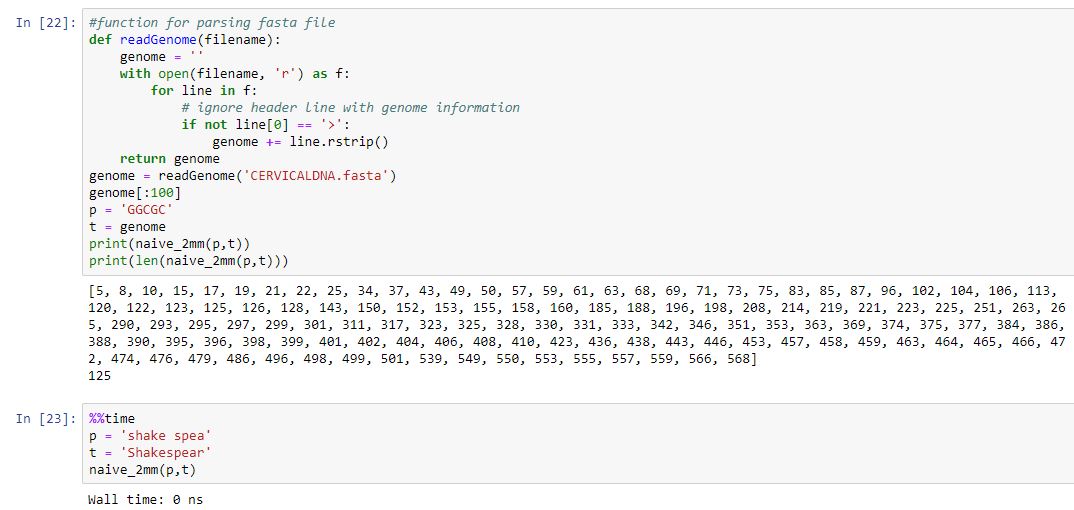 In [22]: #function for parsing fasta file
def readGenome(filename):
    genome = ''
    with open(filename, 'r') as f:
        for line in f:
            # ignore header line with genome information
            if not line[0] == '>':
                genome += line.rstrip()
    return genome
genome = readGenome('CERVICALDNA.fasta')
genome[:100]
p = 'GGCGC'
t = genome
print(naive_2mm(p,t))
print(len(naive_2mm(p,t)))
[5, 8, 10, 15, 17, 19, 21, 22, 25, 34, 37, 43, 49, 50, 57, 59, 61, 63, 68, 69, 71, 73, 75, 83, 85, 87, 96, 102, 104, 106, 113,
120, 122, 123, 125, 126, 128, 143, 150, 152, 153, 155, 158, 160, 185, 188, 196, 198, 208, 214, 219, 221, 223, 225, 251, 263, 26
5, 290, 293, 295, 297, 299, 301, 311, 317, 323, 325, 328, 330, 331, 333, 342, 346, 351, 353, 363, 369, 374, 375, 377, 384, 386,
388, 390, 395, 396, 398, 399, 401, 402, 404, 406, 408, 410, 423, 436, 438, 443, 446, 453, 457, 458, 459, 463, 464, 465, 466, 47
2, 474, 476, 479, 486, 496, 498, 499, 501, 539, 549, 550, 553, 555, 557, 559, 566, 568]
125
In [23]: %%time
p = 'shake spea'
t = 'Shakespear'
naive_2mm(p,t)
Wall time: 0 ns